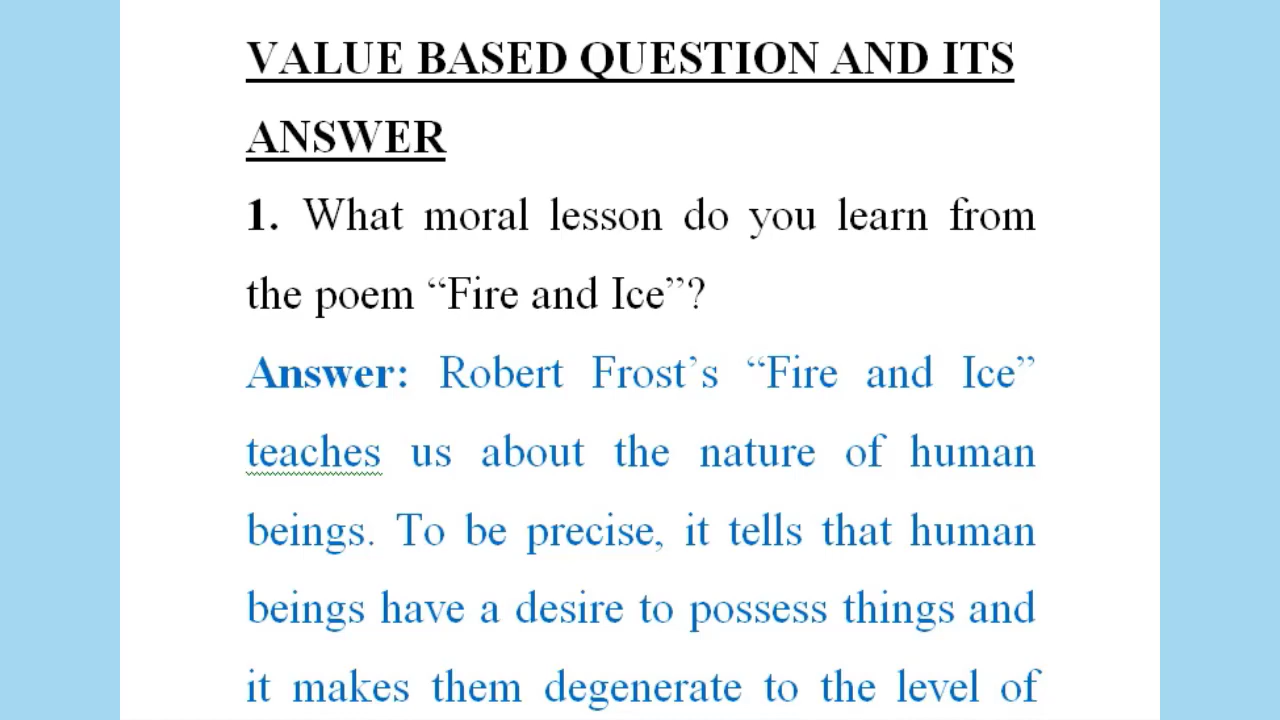 VALUE BASED QUESTION AND ITS
ANSWER
1. What moral lesson do you learn from
the poem “Fire and Ice”?
Answer: Robert Frost’s “Fire and Ice”
teaches us about the nature of human
beings. To be precise, it tells that human
beings have a desire to possess things and
it makes them degenerate to the level of